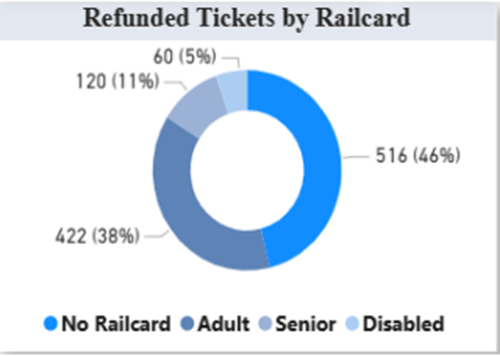 Refunded Tickets by Railcard
60 (5%)
120 (11%)
516 (46%)
422 (38%)
No Railcard Adult Senior Disabled